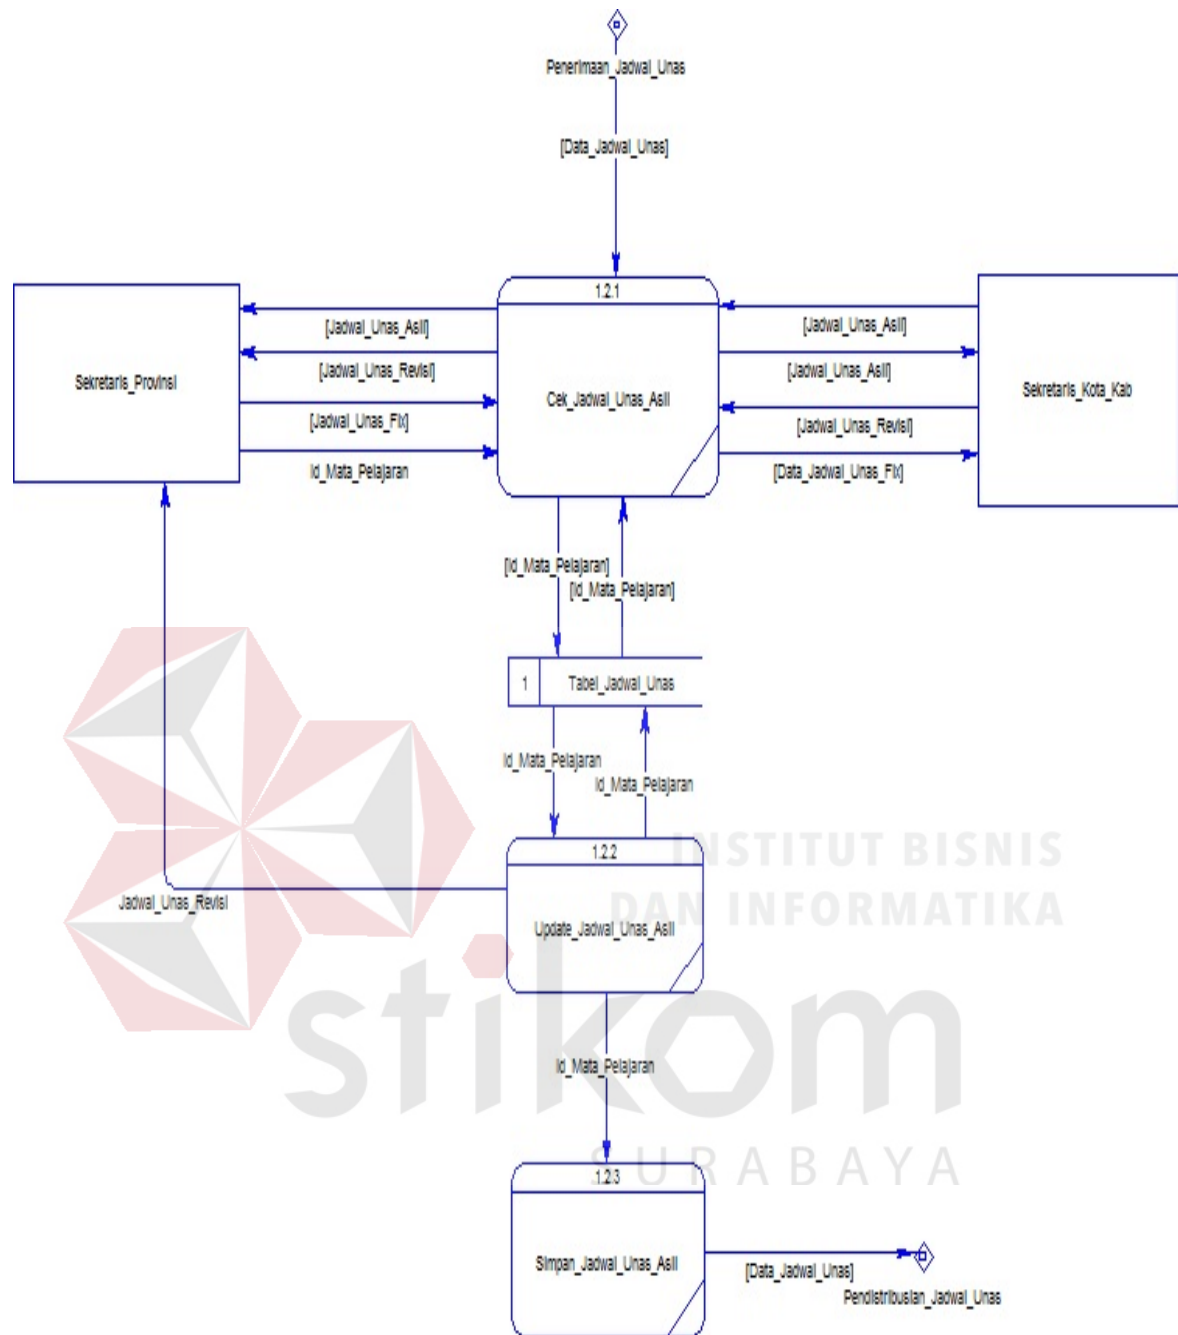 Penerimaan_Jadwal_Unas
[Data_Jadwal_Unas]
1.2.1
Cek_Jadwal_Unas_Asli
Sekretaris_Provinsi
[Jadwal_Unas_Asli]
[Jadwal_Unas_Revisi]
[Jadwal_Unas_Fix]
Id_Mata_Pelajaran
[Jadwal_Unas_Asli]
[Jadwal_Unas_Asli]
[Jadwal_Unas_Revisi]
[Data_Jadwal_Unas_Fix]
Sekretaris_Kota_Kab
[Id_Mata_Pelajaran]
[Id_Mata_Pelajaran]
1
Tabel_Jadwal_Unas
Id_Mata_Pelajaran
Id_Mata_Pelajaran
1.2.2
Update_Jadwal_Unas_Asli
Jadwal_Unas_Revisi
INSTITUT BISNIS
DAN INFORMATIKA
stikom
SURABAYA
Id_Mata_Pelajaran
1.2.3
Simpan_Jadwal_Unas_Asli
[Data_Jadwal_Unas]
Pendistribusian_Jadwal_Unas